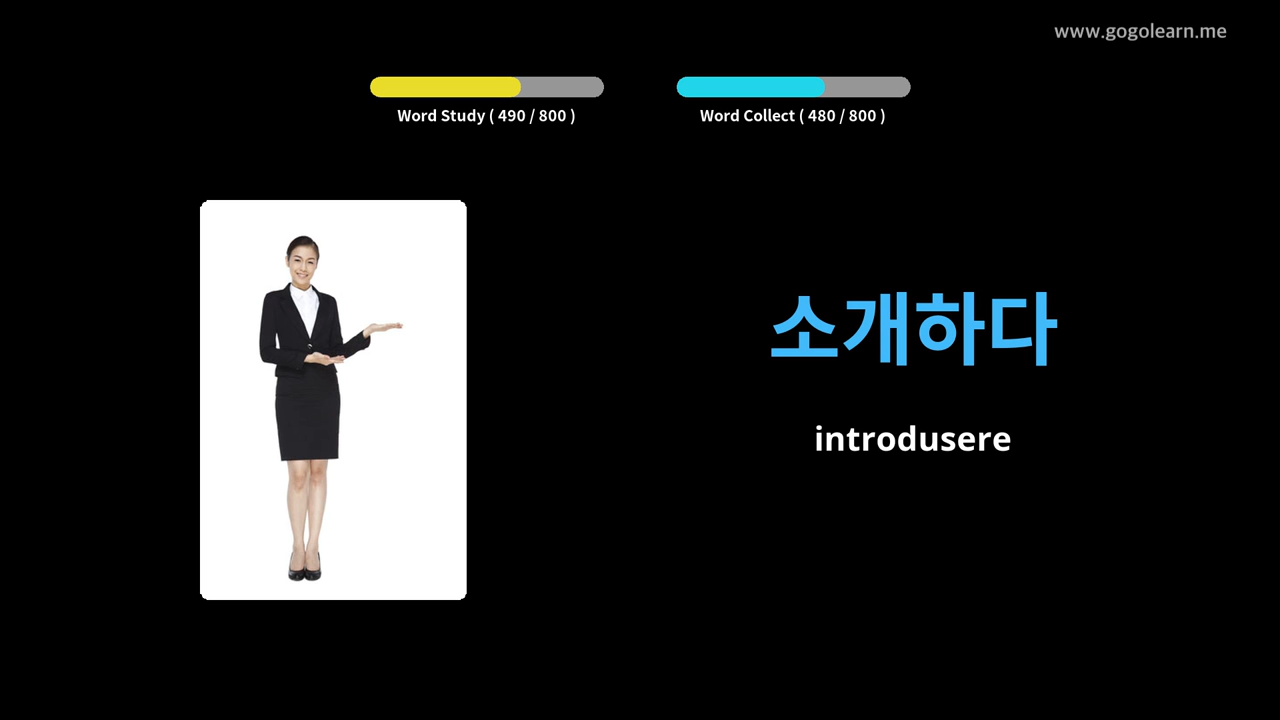 www.gogolearn.me
Word Study ( 490 / 800 )
Word Collect ( 480 / 800 )
소개하다
introdusere